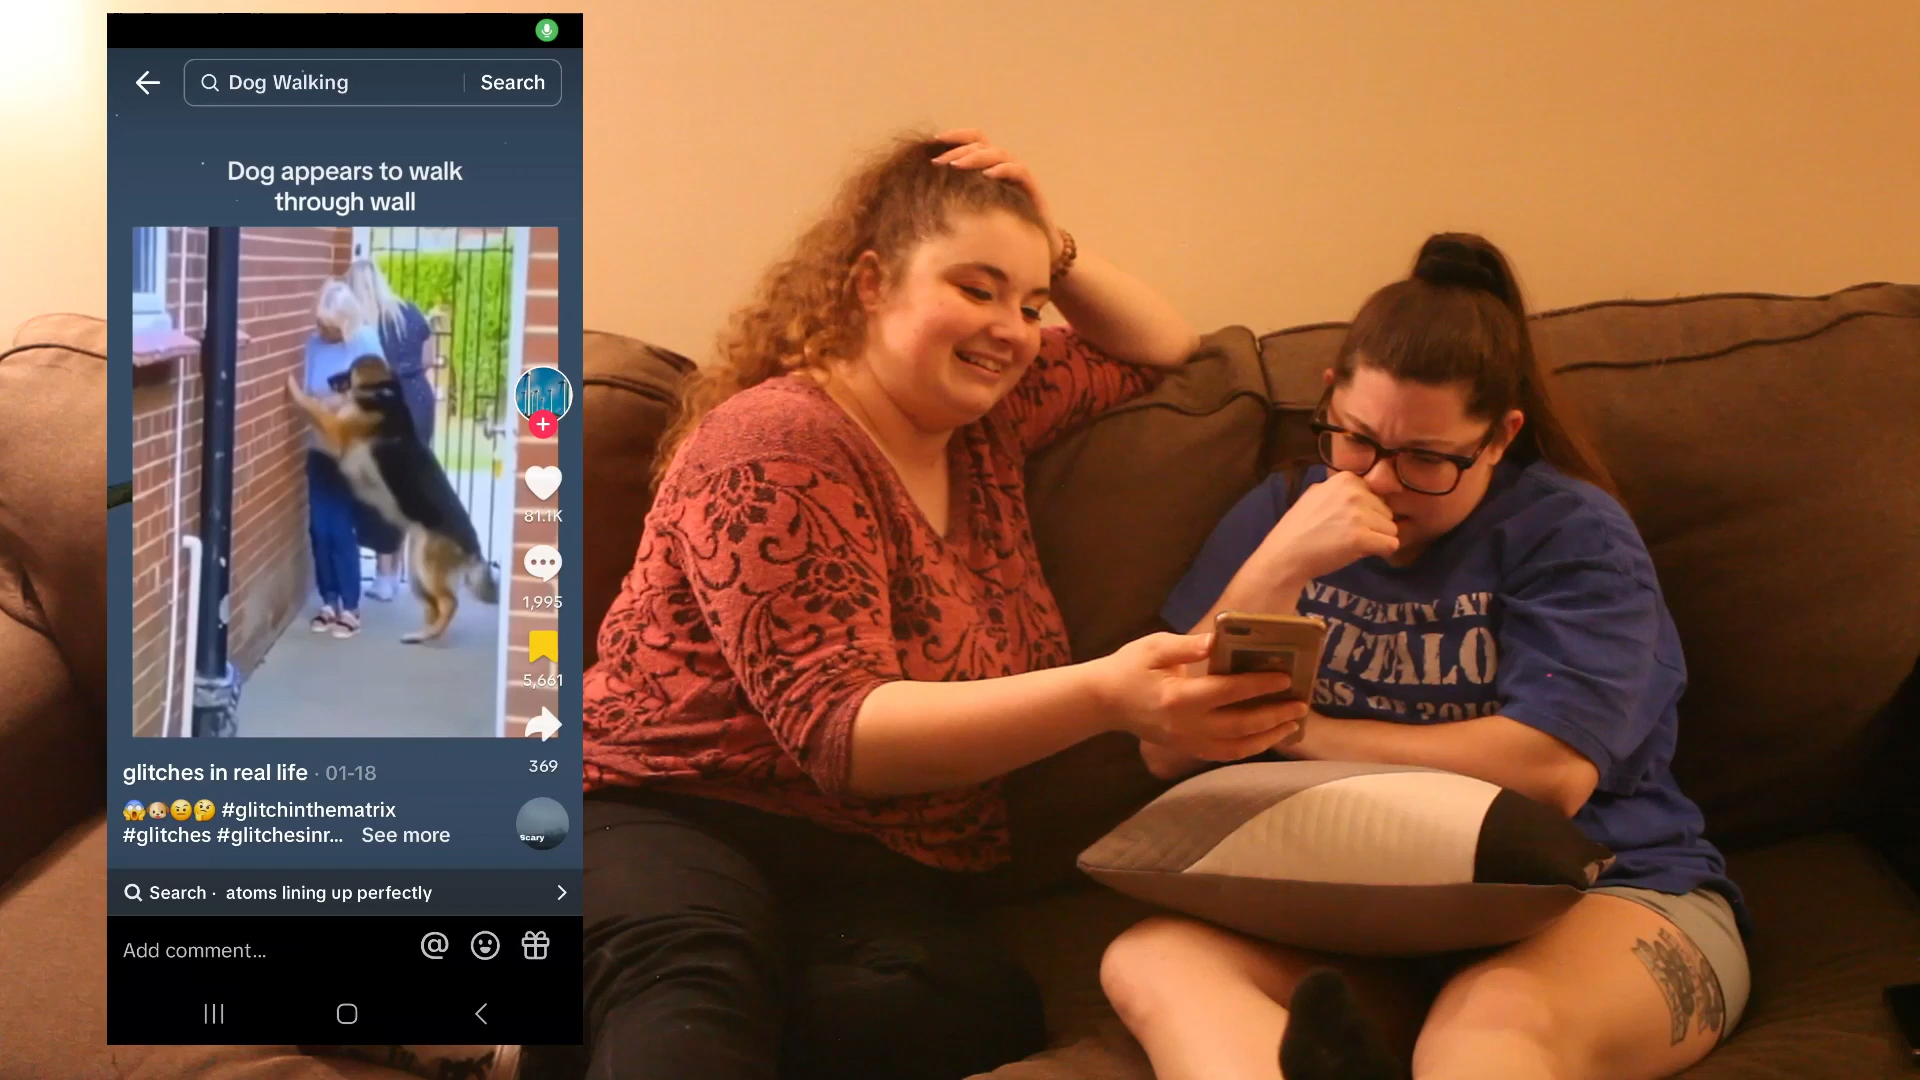 Dog Walking
Search
Dog appears to walk
through wall
81.1K
1,995
5,661
369
glitches in real life · 01-18
😱🐶🤨🤔 #glitchinthematrix
#glitches #glitchesinr... See more
Scary
Search · atoms lining up perfectly
Add comment...